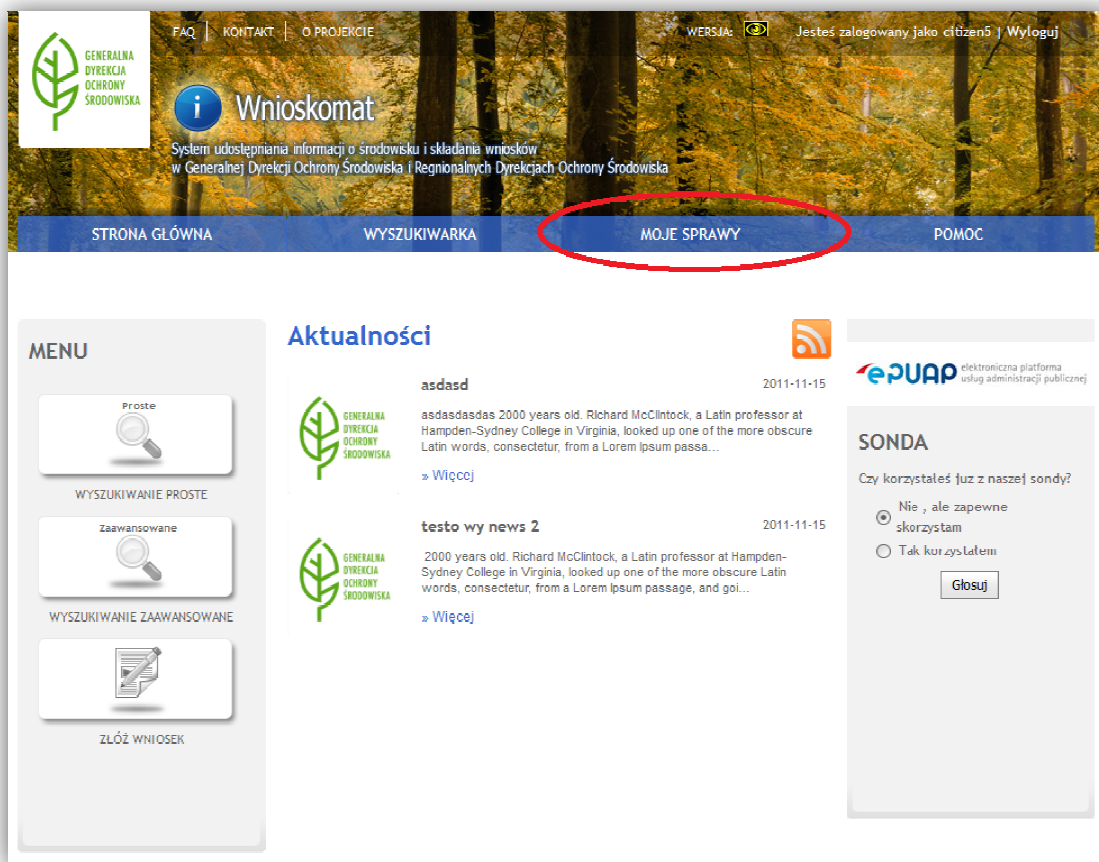 GENERALNA
DYREKCJA
OCHRONY
ŚRODOWISKA
FAQ | KONTAKT | O PROJEKCIE
WERSJA:
Jesteś zalogowany jako citizen5 | Wyloguj
i Wnioskomat
System udostępniania informacji o środowisku i składania wniosków
w Generalnej Dyrekcji Ochrony Środowiska i Regnionalnych Dyrekcjach Ochrony Środowiska
STRONA GŁÓWNA
WYSZUKIWARKA
MOJE SPRAWY
POMOC
MENU
Proste
WYSZUKIWANIE PROSTE
Zaawansowane
WYSZUKIWANIE ZAAWANSOWANE
ZŁÓŻ WNIOSEK
Aktualności
asdasd 2011-11-15
GENERALNA
DYREKCJA
OCHRONY
ŚRODOWISKA
asdasdasdas 2000 years old. Richard McClintock, a Latin professor at
Hampden-Sydney College in Virginia, looked up one of the more obscure
Latin words, consectetur, from a Lorem Ipsum passa...
» Więcej
testo wy news 2 2011-11-15
GENERALNA
DYREKCJA
OCHRONY
ŚRODOWISKA
2000 years old. Richard McClintock, a Latin professor at Hampden-
Sydney College in Virginia, looked up one of the more obscure Latin
words, consectetur, from a Lorem Ipsum passage, and goi...
» Więcej
ePUAP elektroniczna platforma
usług administracji publicznej
SONDA
Czy korzystałeś juz z naszej sondy?
Nie , ale zapewne
skorzystam
Tak korzystałem
Głosuj